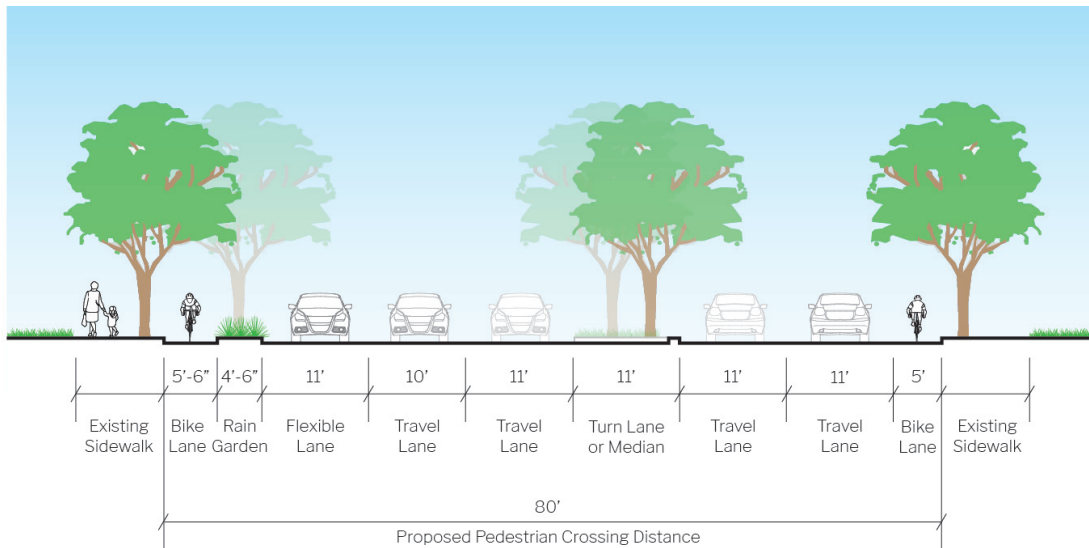 5’-6” 4’-6” 11’ 10’ 11’ 11’ 11’ 11’ 5’
Existing Sidewalk
Bike Lane
Rain Garden
Flexible Lane
Travel Lane
Travel Lane
Turn Lane or Median
Travel Lane
Travel Lane
Bike Lane
Existing Sidewalk
80’
Proposed Pedestrian Crossing Distance